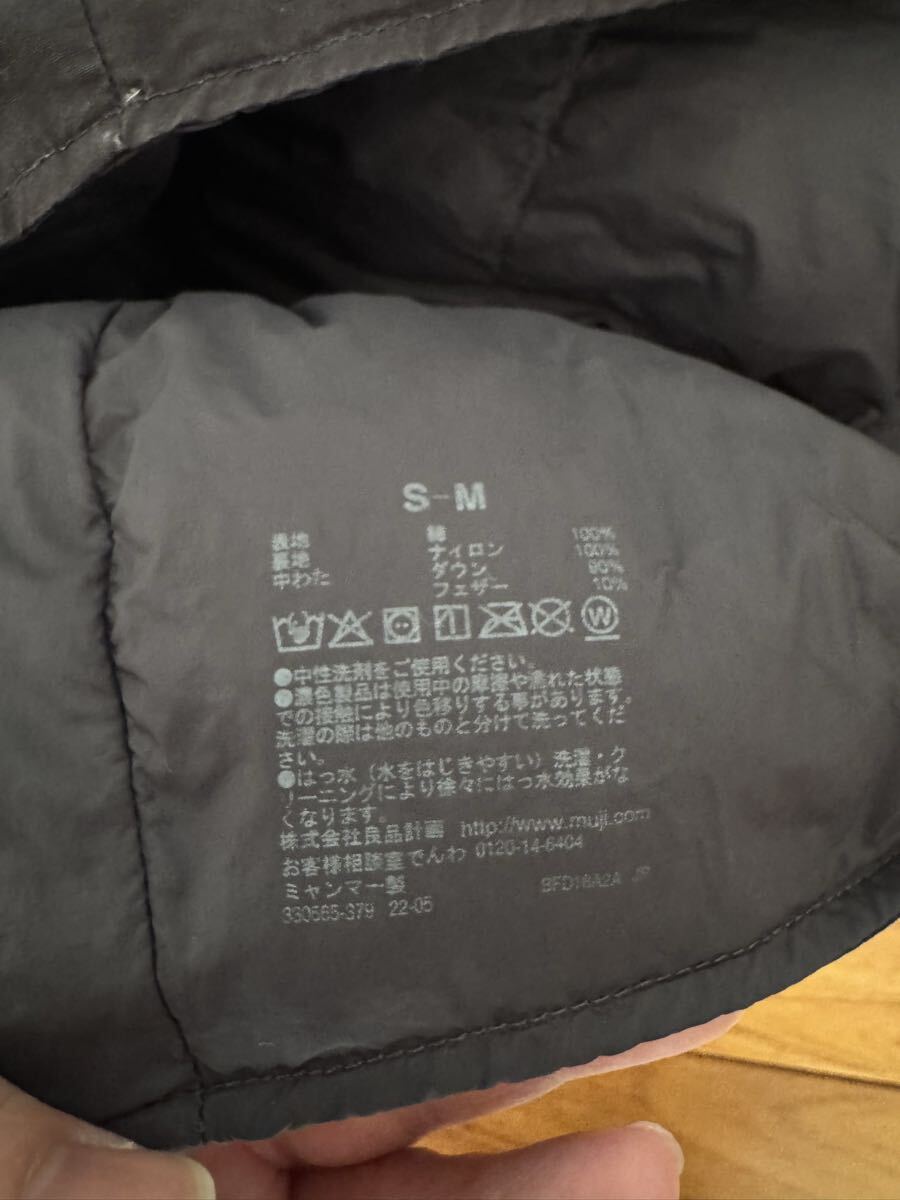 S-M
表地 綿 100%
裏地 ナイロン 100%
中わた ダウン 90%
フェザー 10%
W
●中性洗剤をご使用ください。
●濃色製品は使用中の摩擦や濡れた状態
での接触により色移りする事があります。
洗濯の際は他のものと分けて洗ってくだ
さい。
●はっ水（水をはじきやすい）洗濯・ク
リーニングにより徐々にはっ水効果がな
くなります。
株式会社良品計画 http://www.muji.com
お客様相談室でんわ 0120-14-6404
ミャンマー製 BFD18A2A JP
330565-379 22-05